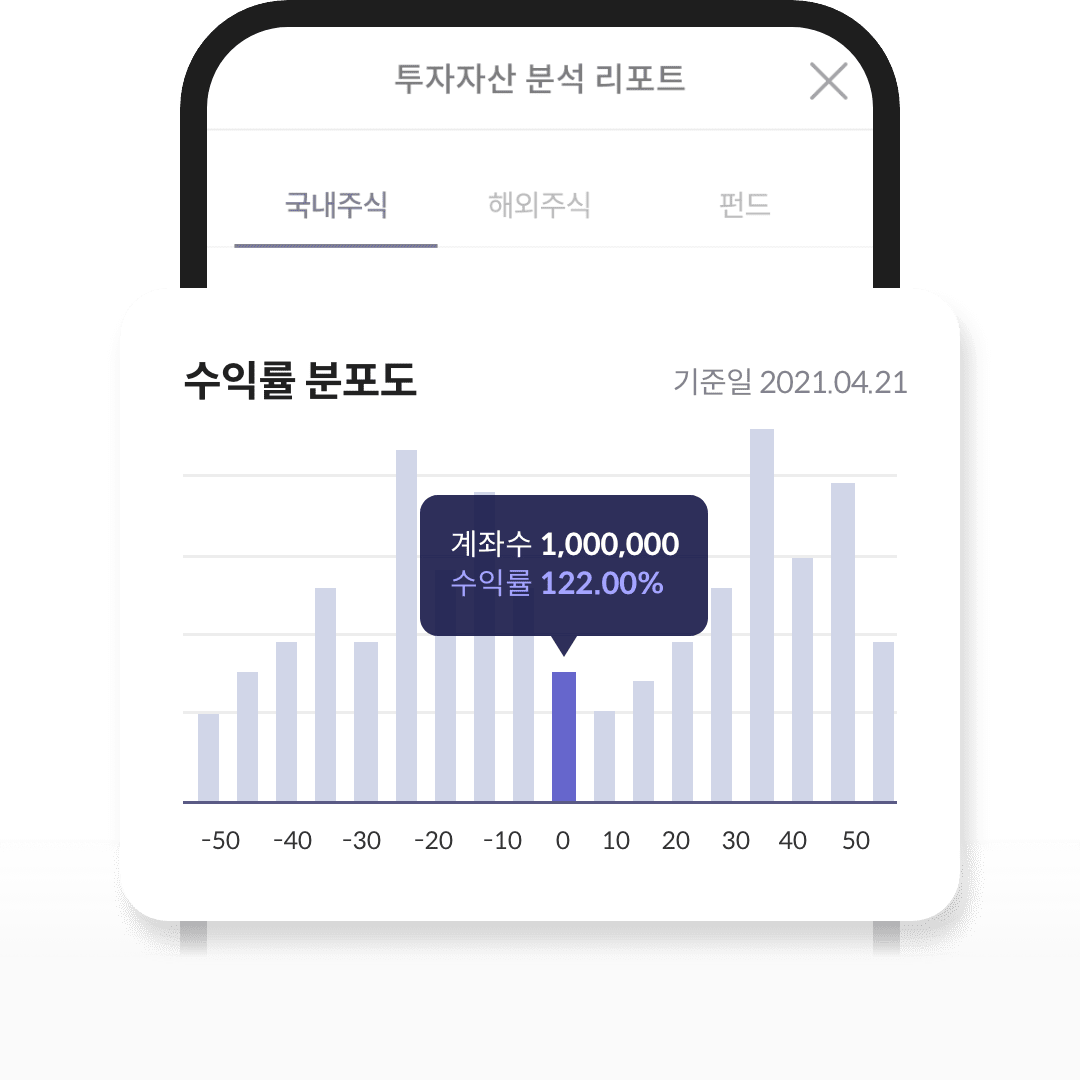 투자자산 분석 리포트
국내주식 해외주식 펀드
수익률 분포도 기준일 2021.04.21
계좌수 1,000,000
수익률 122.00%
-50 -40 -30 -20 -10 0 10 20 30 40 50